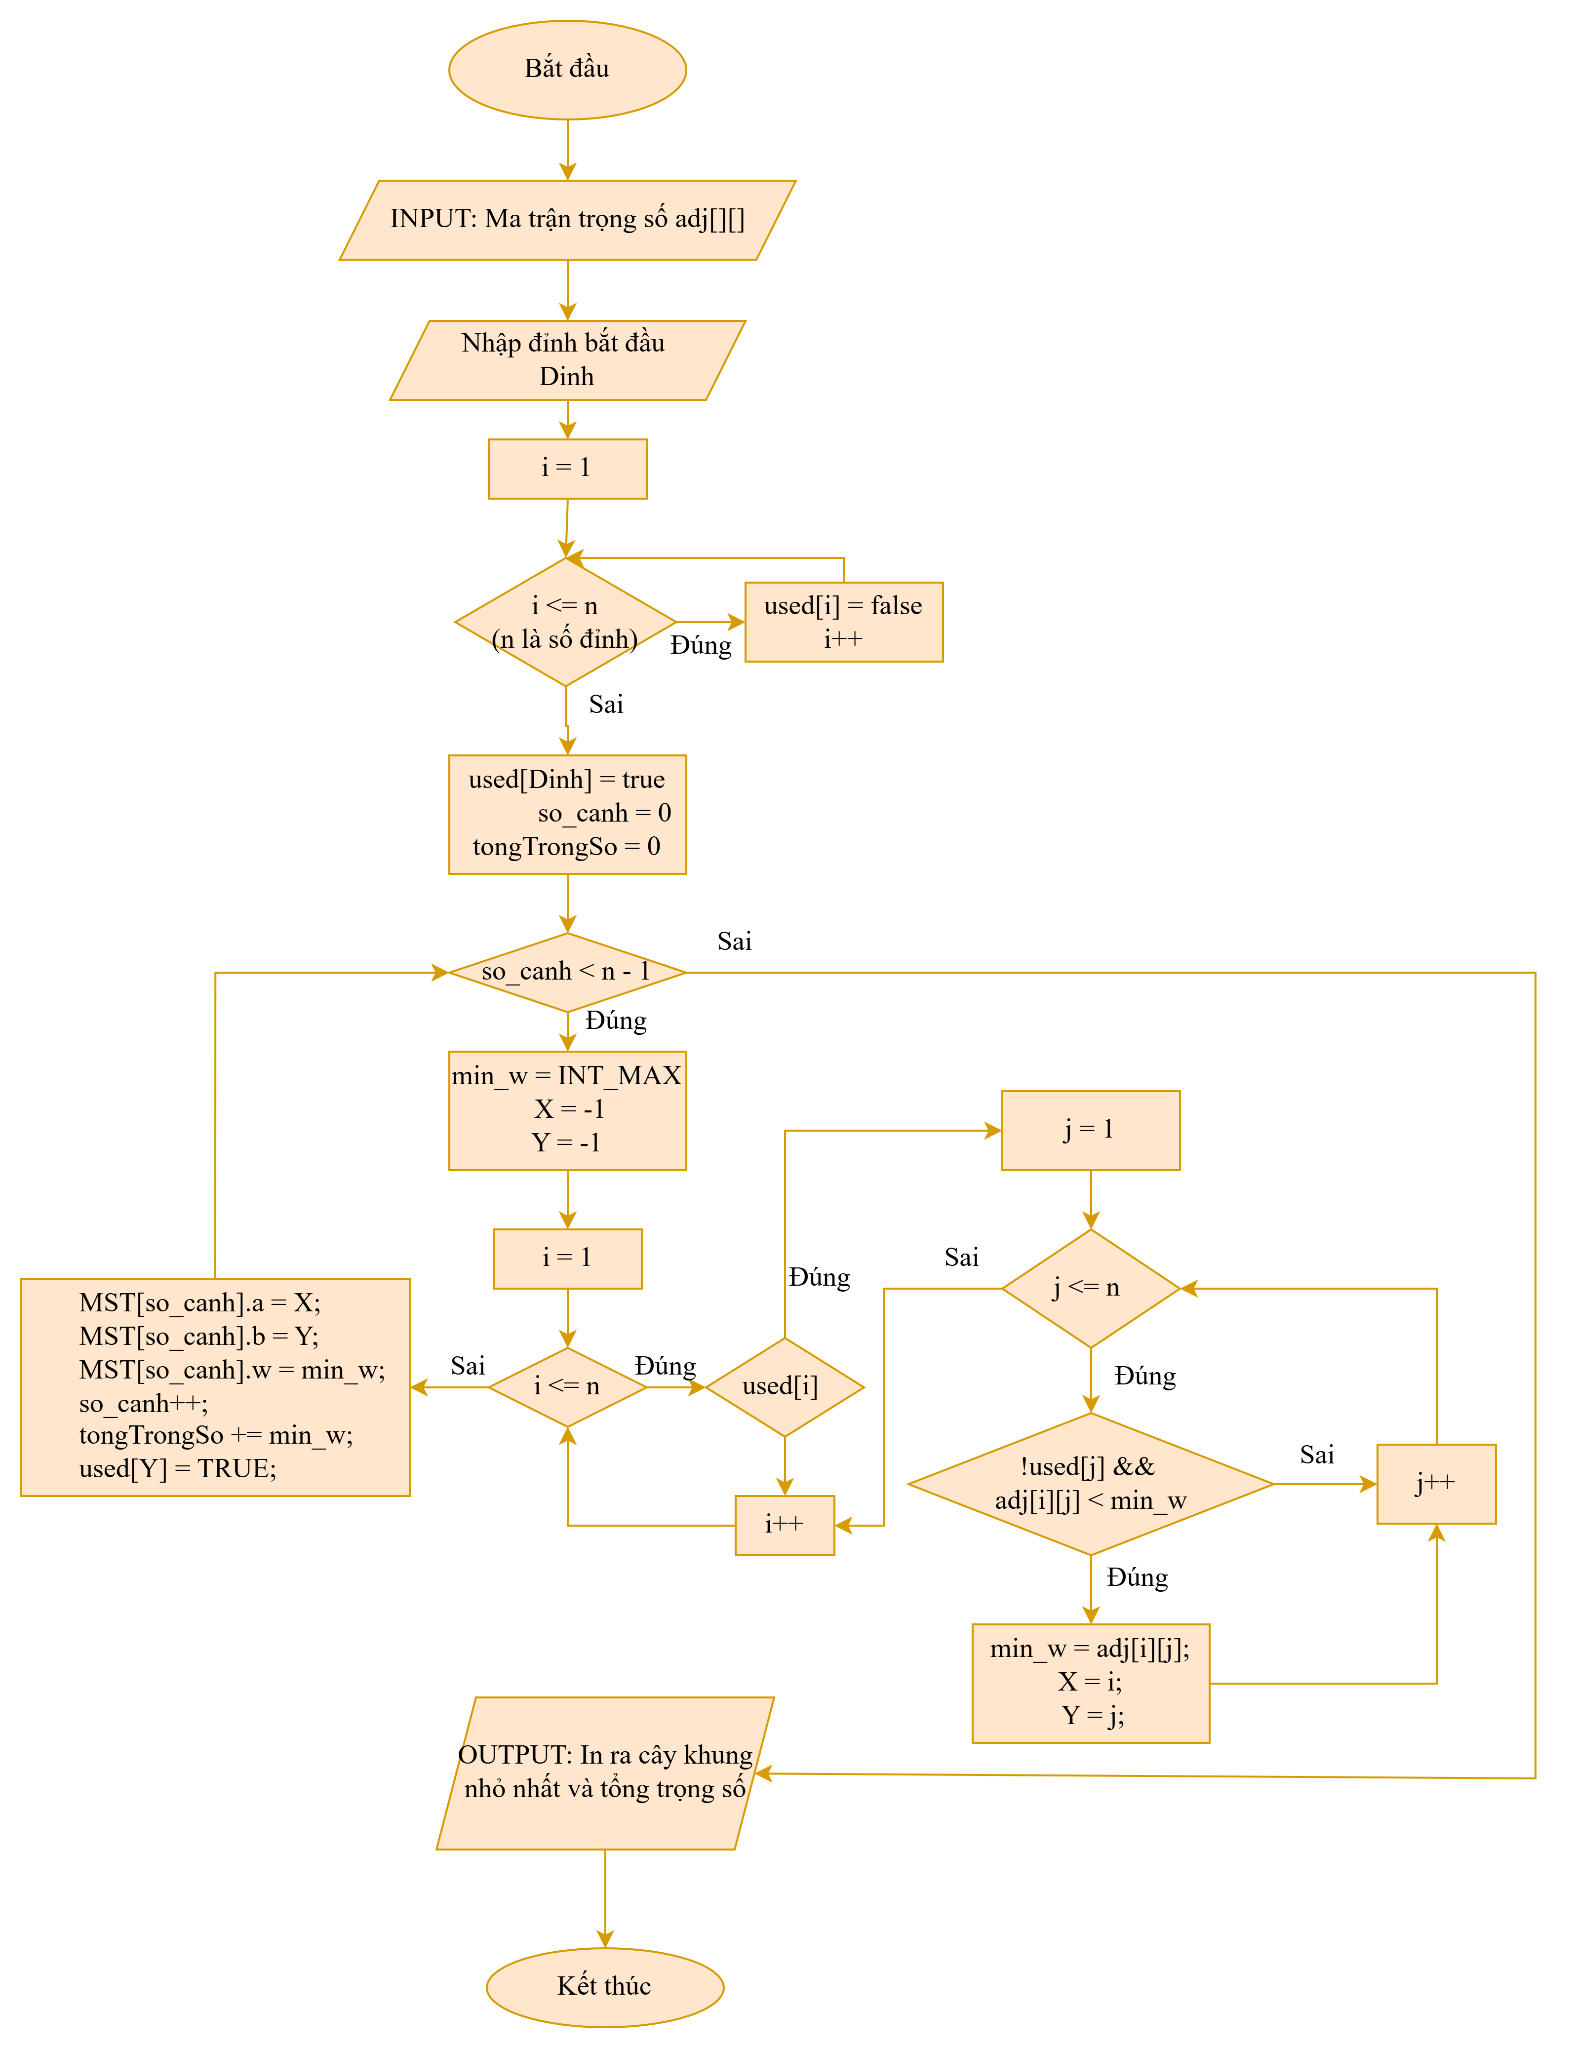 Bắt đầu
INPUT: Ma trận trọng số adj[][]
Nhập đỉnh bắt đầu
Dinh
i = 1
i <= n
(n là số đỉnh)
Đúng
used[i] = false
i++
Sai
used[Dinh] = true
so_canh = 0
tongTrongSo = 0
so_canh < n - 1
Sai
Đúng
min_w = INT_MAX
X = -1
Y = -1
i = 1
i <= n
Sai
MST[so_canh].a = X;
MST[so_canh].b = Y;
MST[so_canh].w = min_w;
so_canh++;
tongTrongSo += min_w;
used[Y] = TRUE;
Đúng
used[i]
Đúng
i++
j = 1
j <= n
Sai
Đúng
!used[j] &&
adj[i][j] < min_w
Sai
j++
Đúng
min_w = adj[i][j];
X = i;
Y = j;
OUTPUT: In ra cây khung
nhỏ nhất và tổng trọng số
Kết thúc